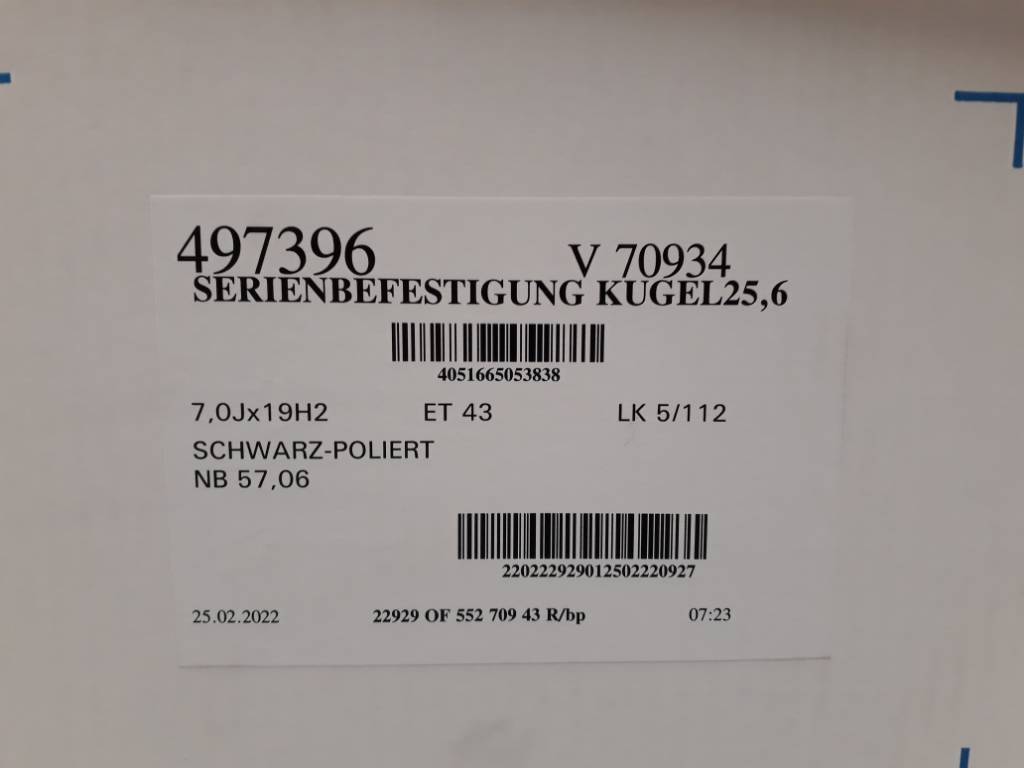 497396 V 70934
SERIENBEFESTIGUNG KUGEL25,6
4051665053838
7,0Jx19H2 ET 43 LK 5/112
SCHWARZ-POLIERT
NB 57,06
220222929012502220927
25.02.2022 22929 OF 552 709 43 R/bp 07:23